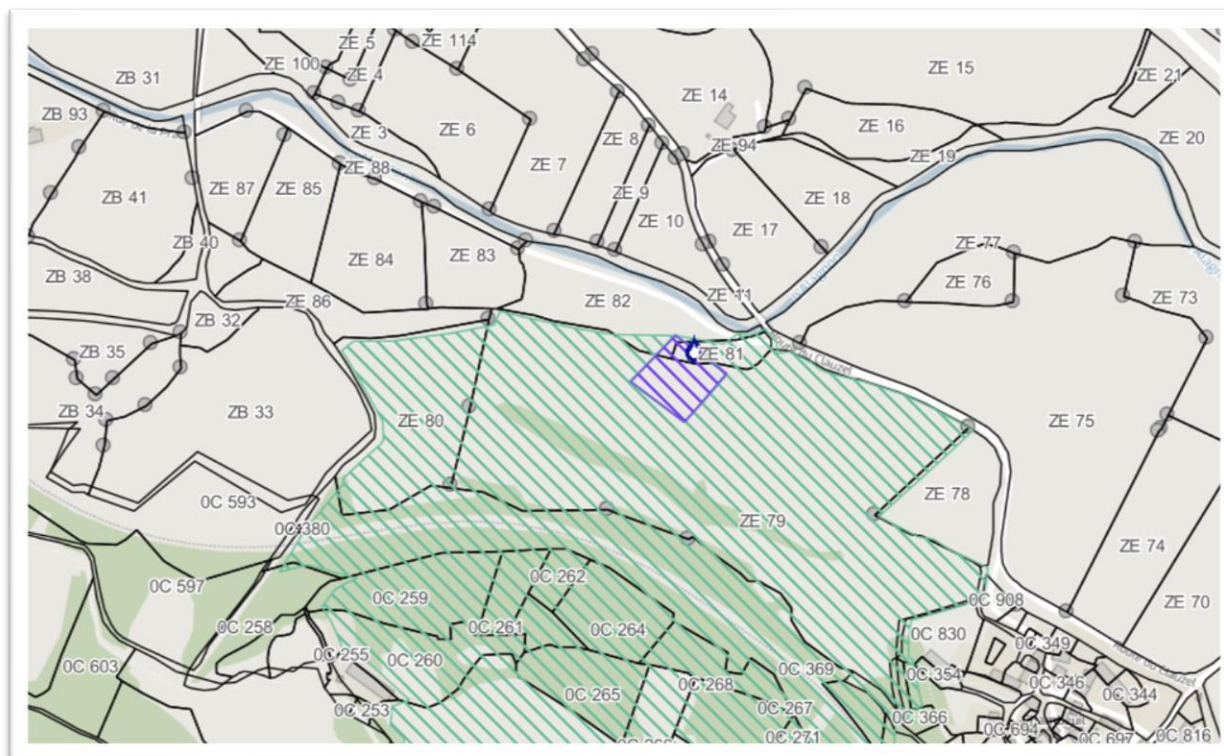 ZE 5
ZE 114
ZE 15
ZE 21
ZE 100
ZE 4
ZB 31
ZE 14
ZB 93
ZE 16
ZE 3
ZE 6
ZE 8
ZE 94
ZE 19
ZE 20
ZE 88
ZE 7
ZE 87
ZE 85
ZE 9
ZE 18
ZB 41
ZE 10
ZE 17
ZB 40
ZE 77
ZE 84
ZE 83
ZB 38
ZE 76
ZE 86
ZE 82
ZE 11
ZE 73
ZB 32
ZB 35
ZE 81
Route du Clauzel
ZB 34
ZB 33
ZE 80
ZE 75
0C 593
0C 380
ZE 79
ZE 78
ZE 74
0C 597
0C 262
0C 259
0C 908
ZE 70
0C 258
0C 261
0C 264
0C 830
0C 349
0C 255
0C 260
0C 369
0C 354
Route du Clauzel
0C 603
0C 265
0C 268
0C 346
0C 344
0C 253
0C 267
0C 366
0C 271
0C 694
0C 697
0C 816